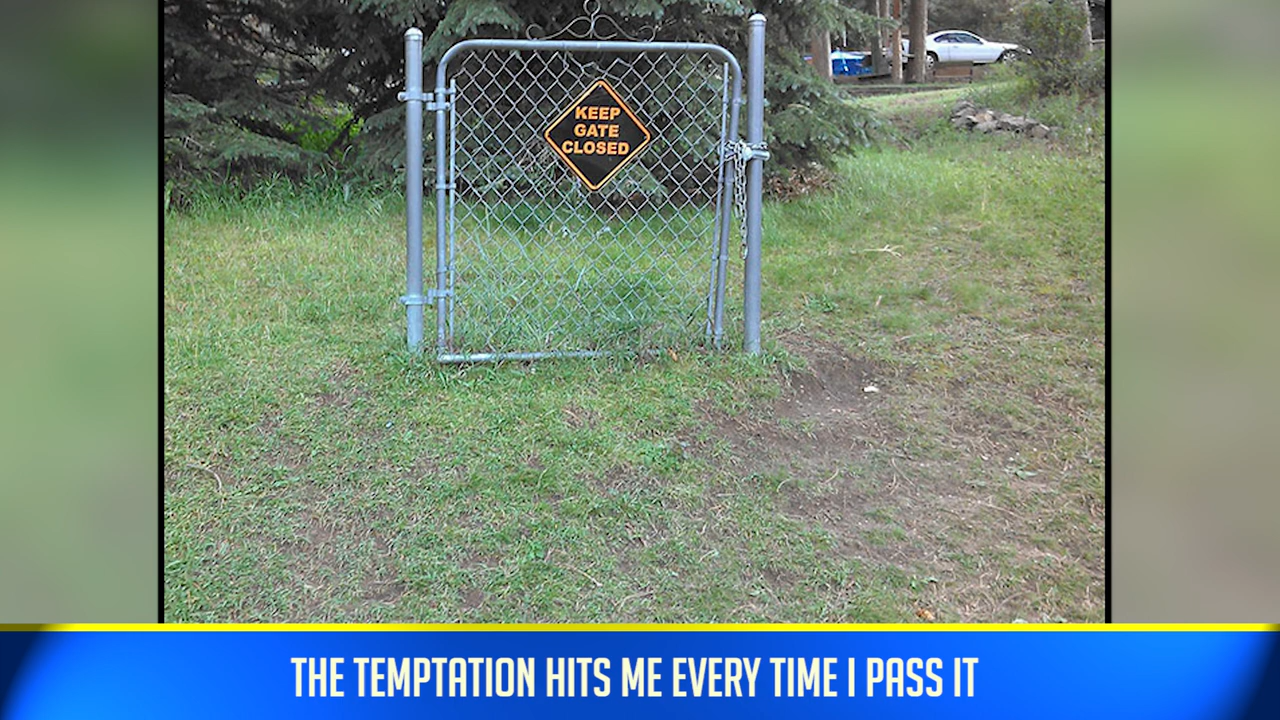 KEEP
GATE
CLOSED
THE TEMPTATION HITS ME EVERY TIME I PASS IT